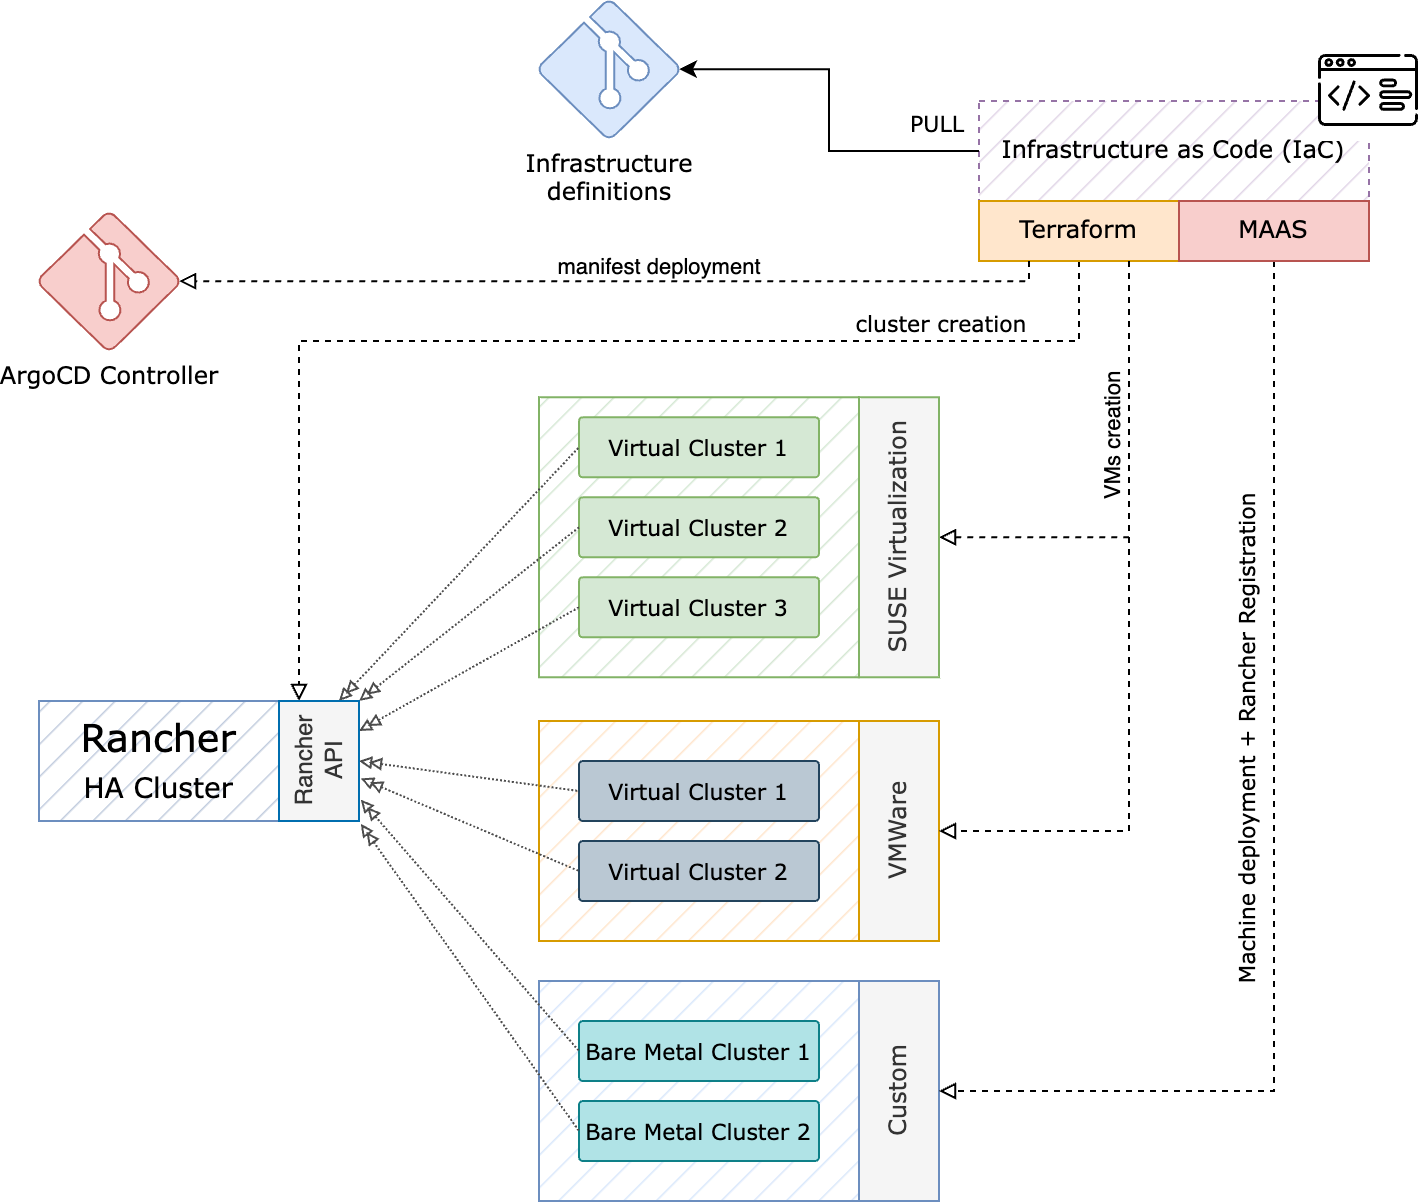 PULL
Infrastructure as Code (IaC)
Infrastructure
definitions
Terraform
MAAS
manifest deployment
cluster creation
ArgoCD Controller
VMs creation
Virtual Cluster 1
Virtual Cluster 2
Virtual Cluster 3
SUSE Virtualization
Machine deployment + Rancher Registration
Rancher
HA Cluster
Rancher
API
Virtual Cluster 1
Virtual Cluster 2
VMWare
Bare Metal Cluster 1
Bare Metal Cluster 2
Custom